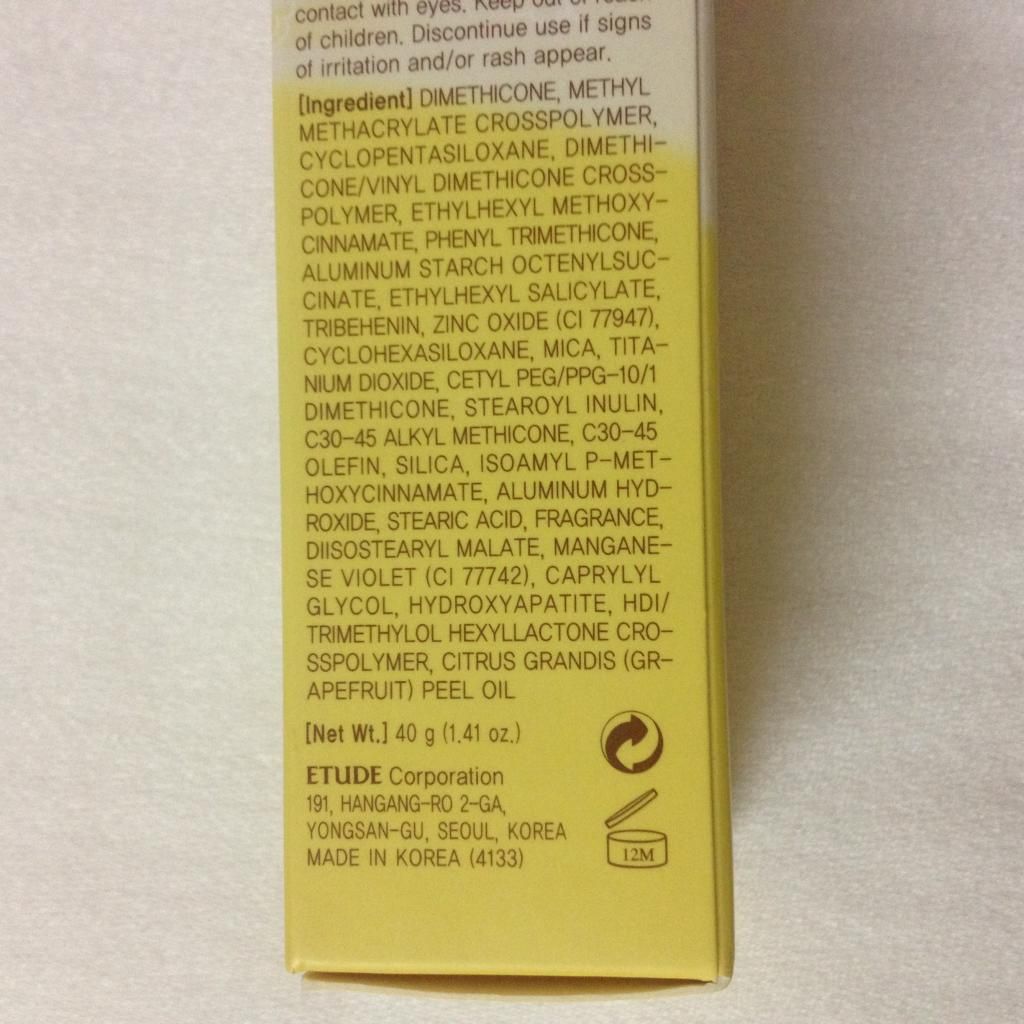 contact with eyes. Keep out of reach
of children. Discontinue use if signs
of irritation and/or rash appear.
[Ingredient] DIMETHICONE, METHYL
METHACRYLATE CROSSPOLYMER,
CYCLOPENTASILOXANE, DIMETHI-
CONE/VINYL DIMETHICONE CROSS-
POLYMER, ETHYLHEXYL METHOXY-
CINNAMATE, PHENYL TRIMETHICONE,
ALUMINUM STARCH OCTENYLSUC-
CINATE, ETHYLHEXYL SALICYLATE,
TRIBEHENIN, ZINC OXIDE (CI 77947),
CYCLOHEXASILOXANE, MICA, TITA-
NIUM DIOXIDE, CETYL PEG/PPG-10/1
DIMETHICONE, STEAROYL INULIN,
C30-45 ALKYL METHICONE, C30-45
OLEFIN, SILICA, ISOAMYL P-MET-
HOXYCINNAMATE, ALUMINUM HYD-
ROXIDE, STEARIC ACID, FRAGRANCE,
DIISOSTEARYL MALATE, MANGANE-
SE VIOLET (CI 77742), CAPRYLYL
GLYCOL, HYDROXYAPATITE, HDI/
TRIMETHYLOL HEXYLLACTONE CRO-
SSPOLYMER, CITRUS GRANDIS (GR-
APEFRUIT) PEEL OIL
[Net Wt.] 40 g (1.41 oz.)
ETUDE Corporation
191, HANGANG-RO 2-GA,
YONGSAN-GU, SEOUL, KOREA
MADE IN KOREA (4133)
12M